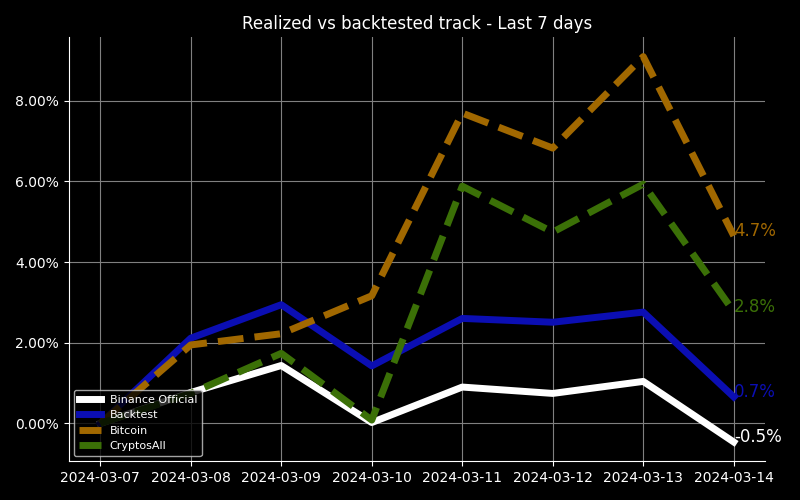 Realized vs backtested track - Last 7 days
8.00%
6.00%
4.00%
2.00%
0.00%
4.7%
2.8%
0.7%
-0.5%
Binance Official
Backtest
Bitcoin
CryptosAll
2024-03-07 2024-03-08 2024-03-09 2024-03-10 2024-03-11 2024-03-12 2024-03-13 2024-03-14